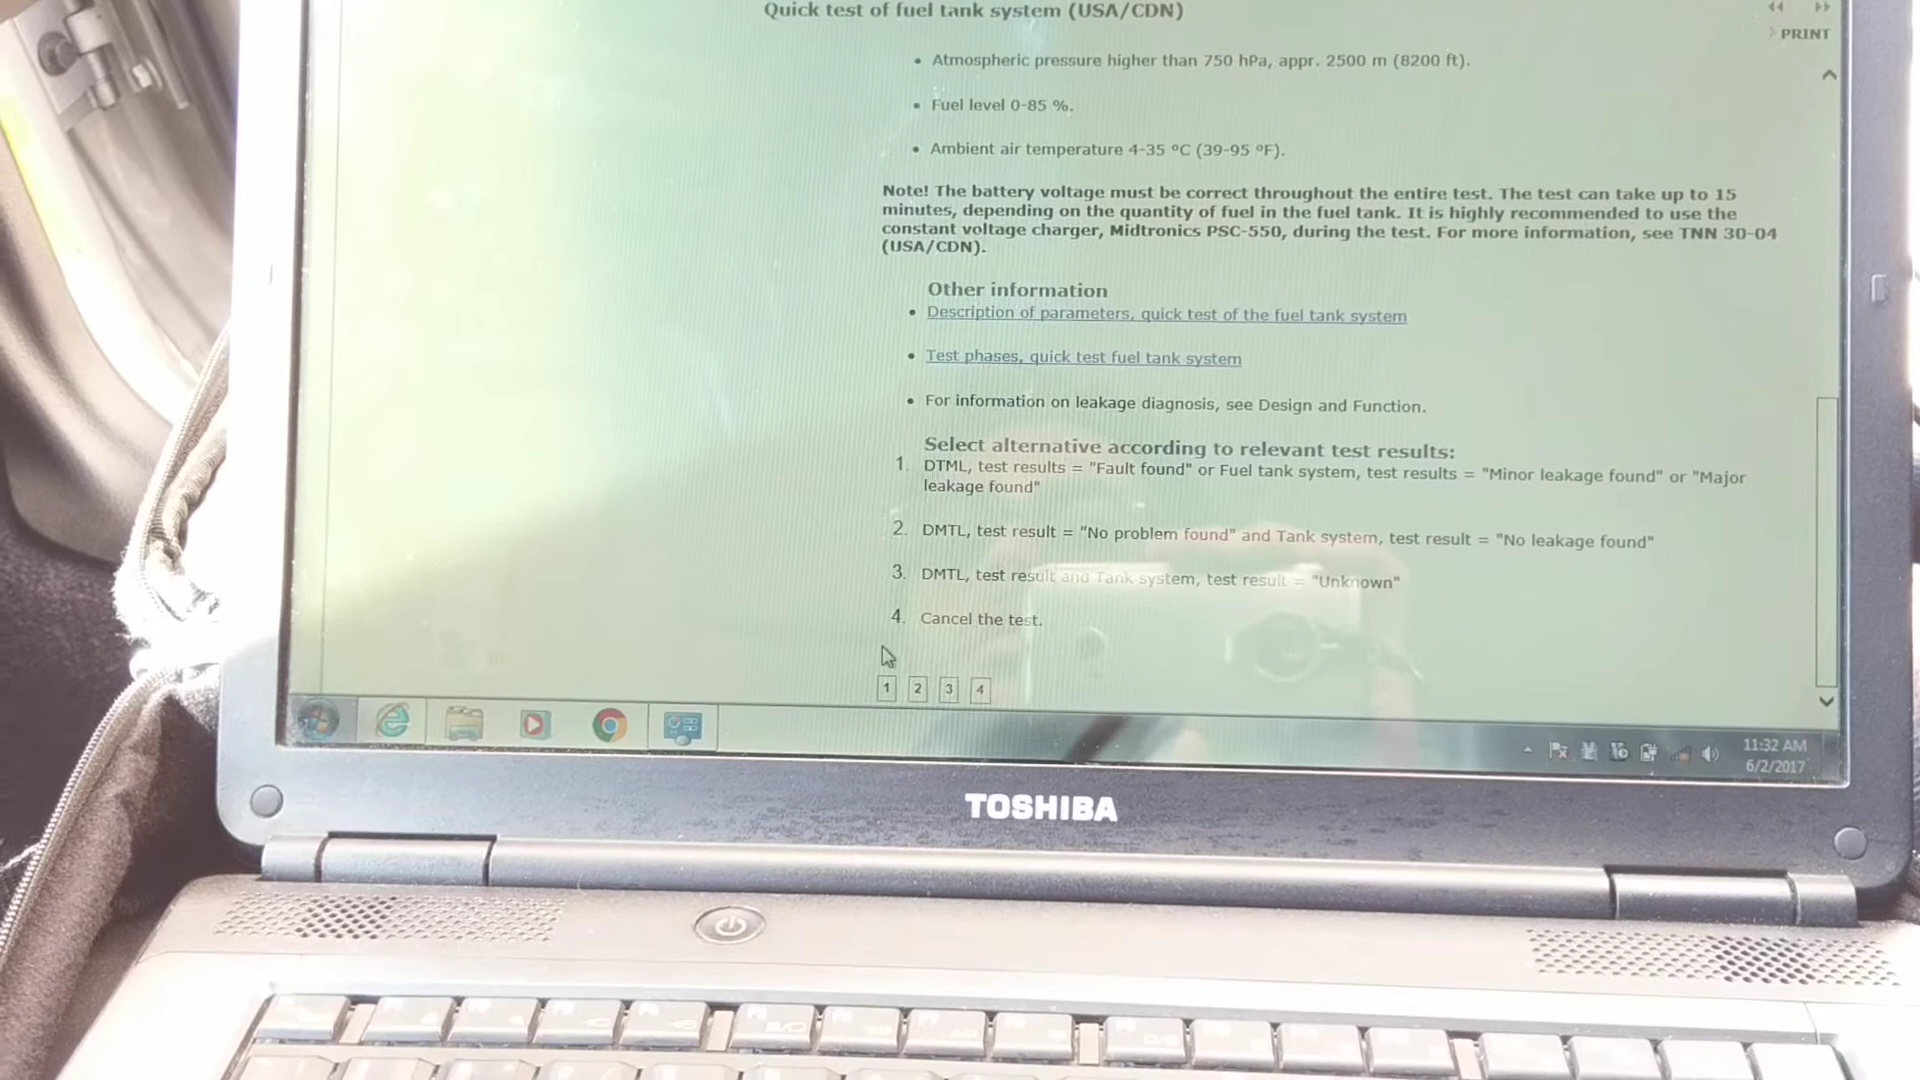 Quick test of fuel tank system (USA/CDN)
PRINT
• Atmospheric pressure higher than 750 hPa, appr. 2500 m (8200 ft).
• Fuel level 0-85 %.
• Ambient air temperature 4-35 ºC (39-95 ºF).
Note! The battery voltage must be correct throughout the entire test. The test can take up to 15
minutes, depending on the quantity of fuel in the fuel tank. It is highly recommended to use the
constant voltage charger, Midtronics PSC-550, during the test. For more information, see TNN 30-04
(USA/CDN).
Other information
• Description of parameters, quick test of the fuel tank system
• Test phases, quick test fuel tank system
• For information on leakage diagnosis, see Design and Function.
Select alternative according to relevant test results:
1. DTML, test results = "Fault found" or Fuel tank system, test results = "Minor leakage found" or "Major
leakage found"
2. DMTL, test result = "No problem found" and Tank system, test result = "No leakage found"
3. DMTL, test result and Tank system, test result = "Unknown"
4. Cancel the test.
1 2 3 4
11:32 AM
6/2/2017
TOSHIBA